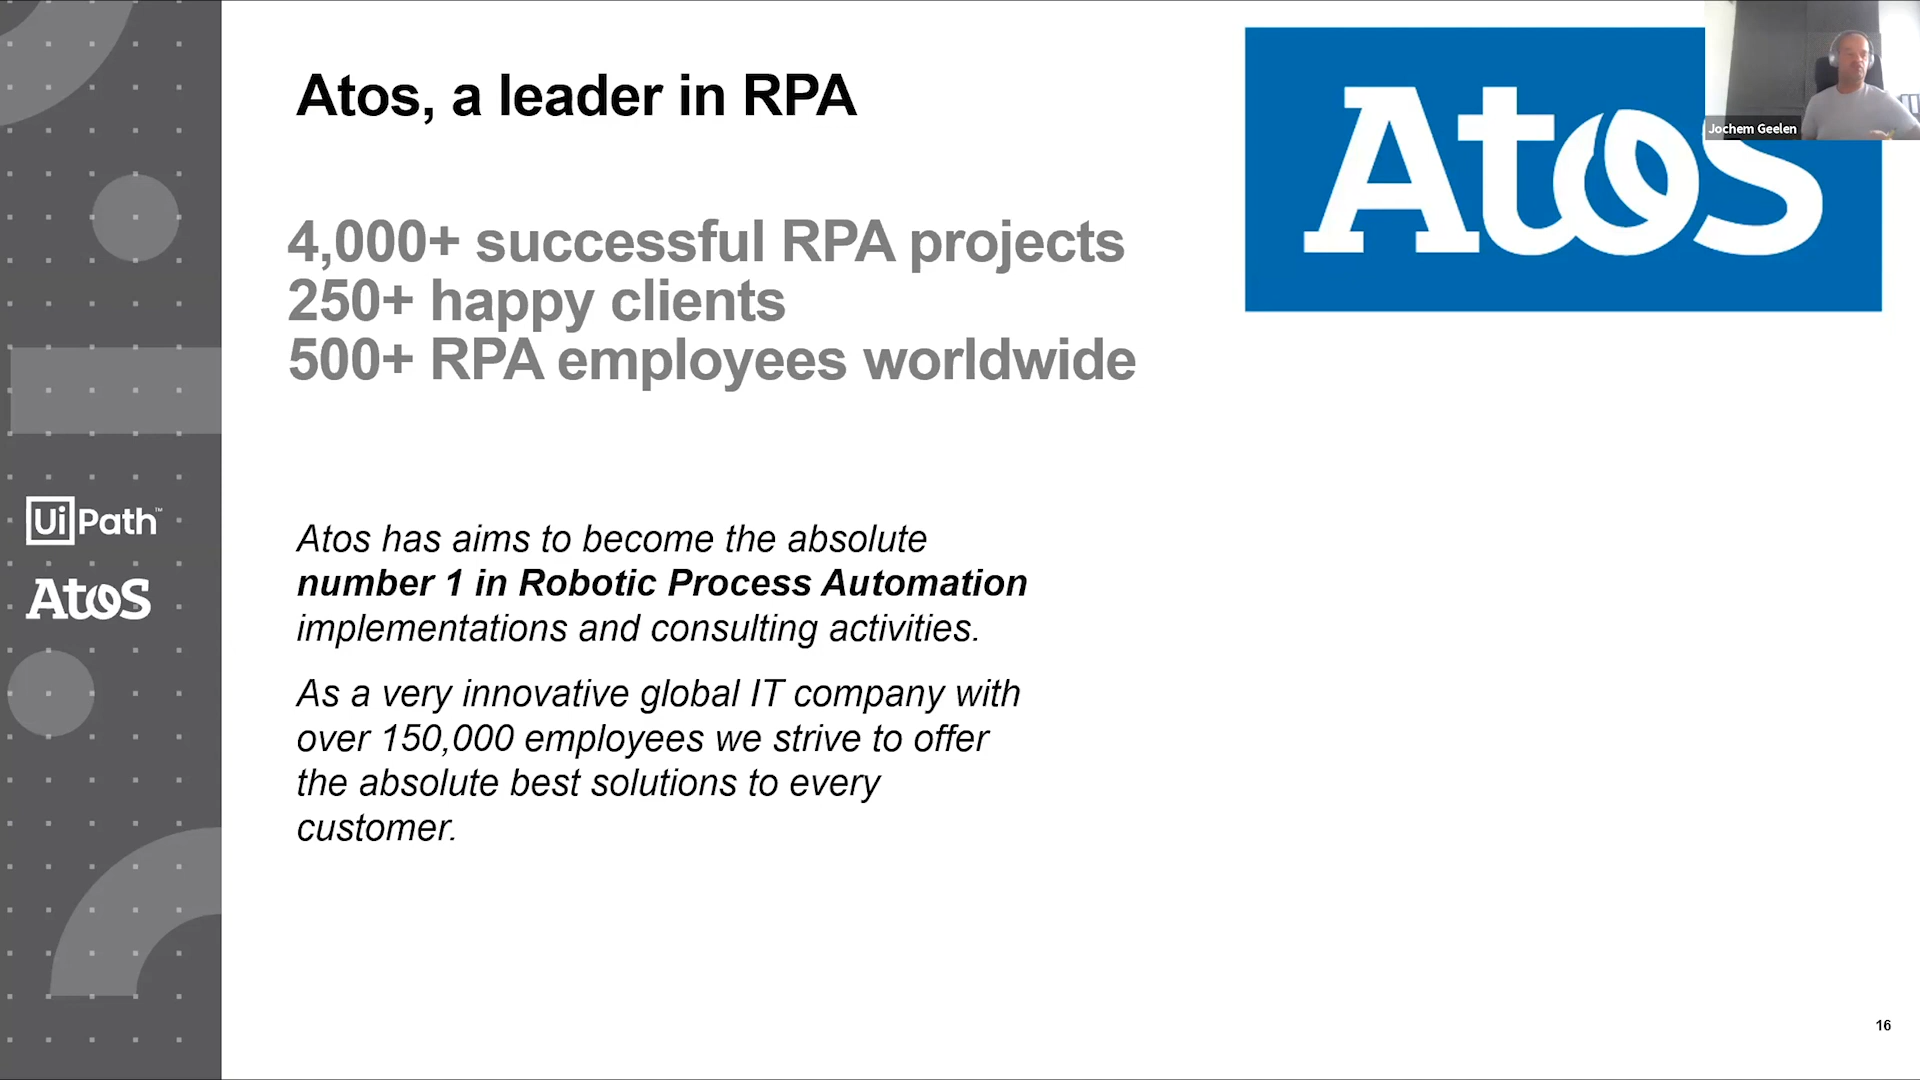 Atos, a leader in RPA
Atos
Jochem Geelen
4,000+ successful RPA projects
250+ happy clients
500+ RPA employees worldwide
UiPath™
Atos
Atos has aims to become the absolute
number 1 in Robotic Process Automation
implementations and consulting activities.
As a very innovative global IT company with
over 150,000 employees we strive to offer
the absolute best solutions to every
customer.
16